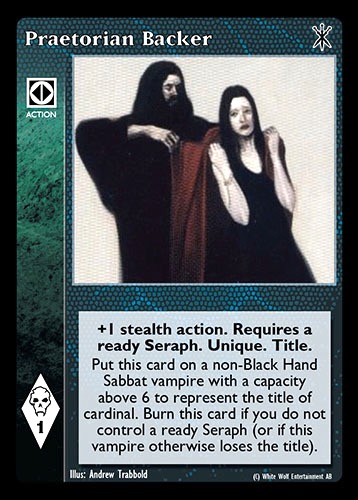 Praetorian Backer
ACTION
+1 stealth action. Requires a
ready Seraph. Unique. Title.
Put this card on a non-Black Hand
Sabbat vampire with a capacity
above 6 to represent the title of
cardinal. Burn this card if you do not
control a ready Seraph (or if this
vampire otherwise loses the title).
1
Illus: Andrew Trabbold
(C) White Wolf Entertainment AB